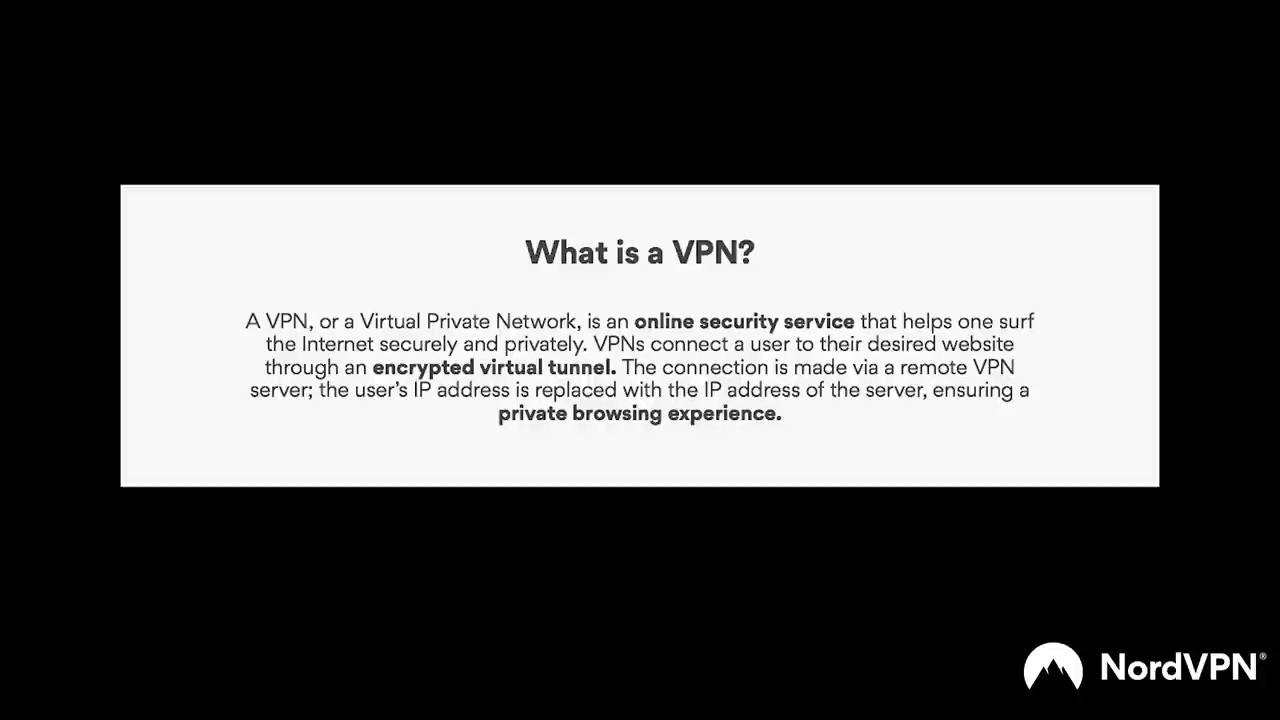 What is a VPN?
A VPN, or a Virtual Private Network, is an online security service that helps one surf
the Internet securely and privately. VPNs connect a user to their desired website
through an encrypted virtual tunnel. The connection is made via a remote VPN
server; the user’s IP address is replaced with the IP address of the server, ensuring a
private browsing experience.
NordVPN®